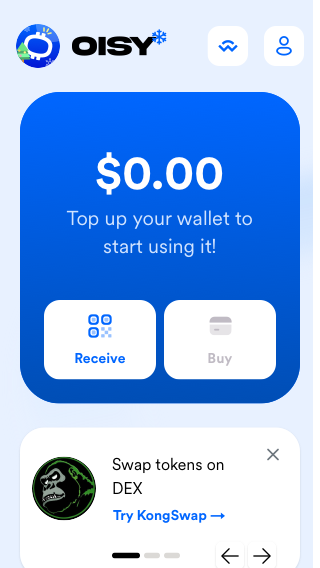 OISY
$0.00
Top up your wallet to
start using it!
Receive
Buy
Swap tokens on
DEX
Try KongSwap →